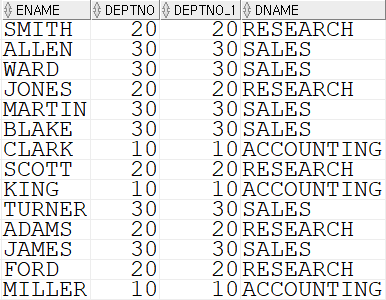 ENAME DEPTNO DEPTNO_1 DNAME
SMITH 20 20 RESEARCH
ALLEN 30 30 SALES
WARD 30 30 SALES
JONES 20 20 RESEARCH
MARTIN 30 30 SALES
BLAKE 30 30 SALES
CLARK 10 10 ACCOUNTING
SCOTT 20 20 RESEARCH
KING 10 10 ACCOUNTING
TURNER 30 30 SALES
ADAMS 20 20 RESEARCH
JAMES 30 30 SALES
FORD 20 20 RESEARCH
MILLER 10 10 ACCOUNTING